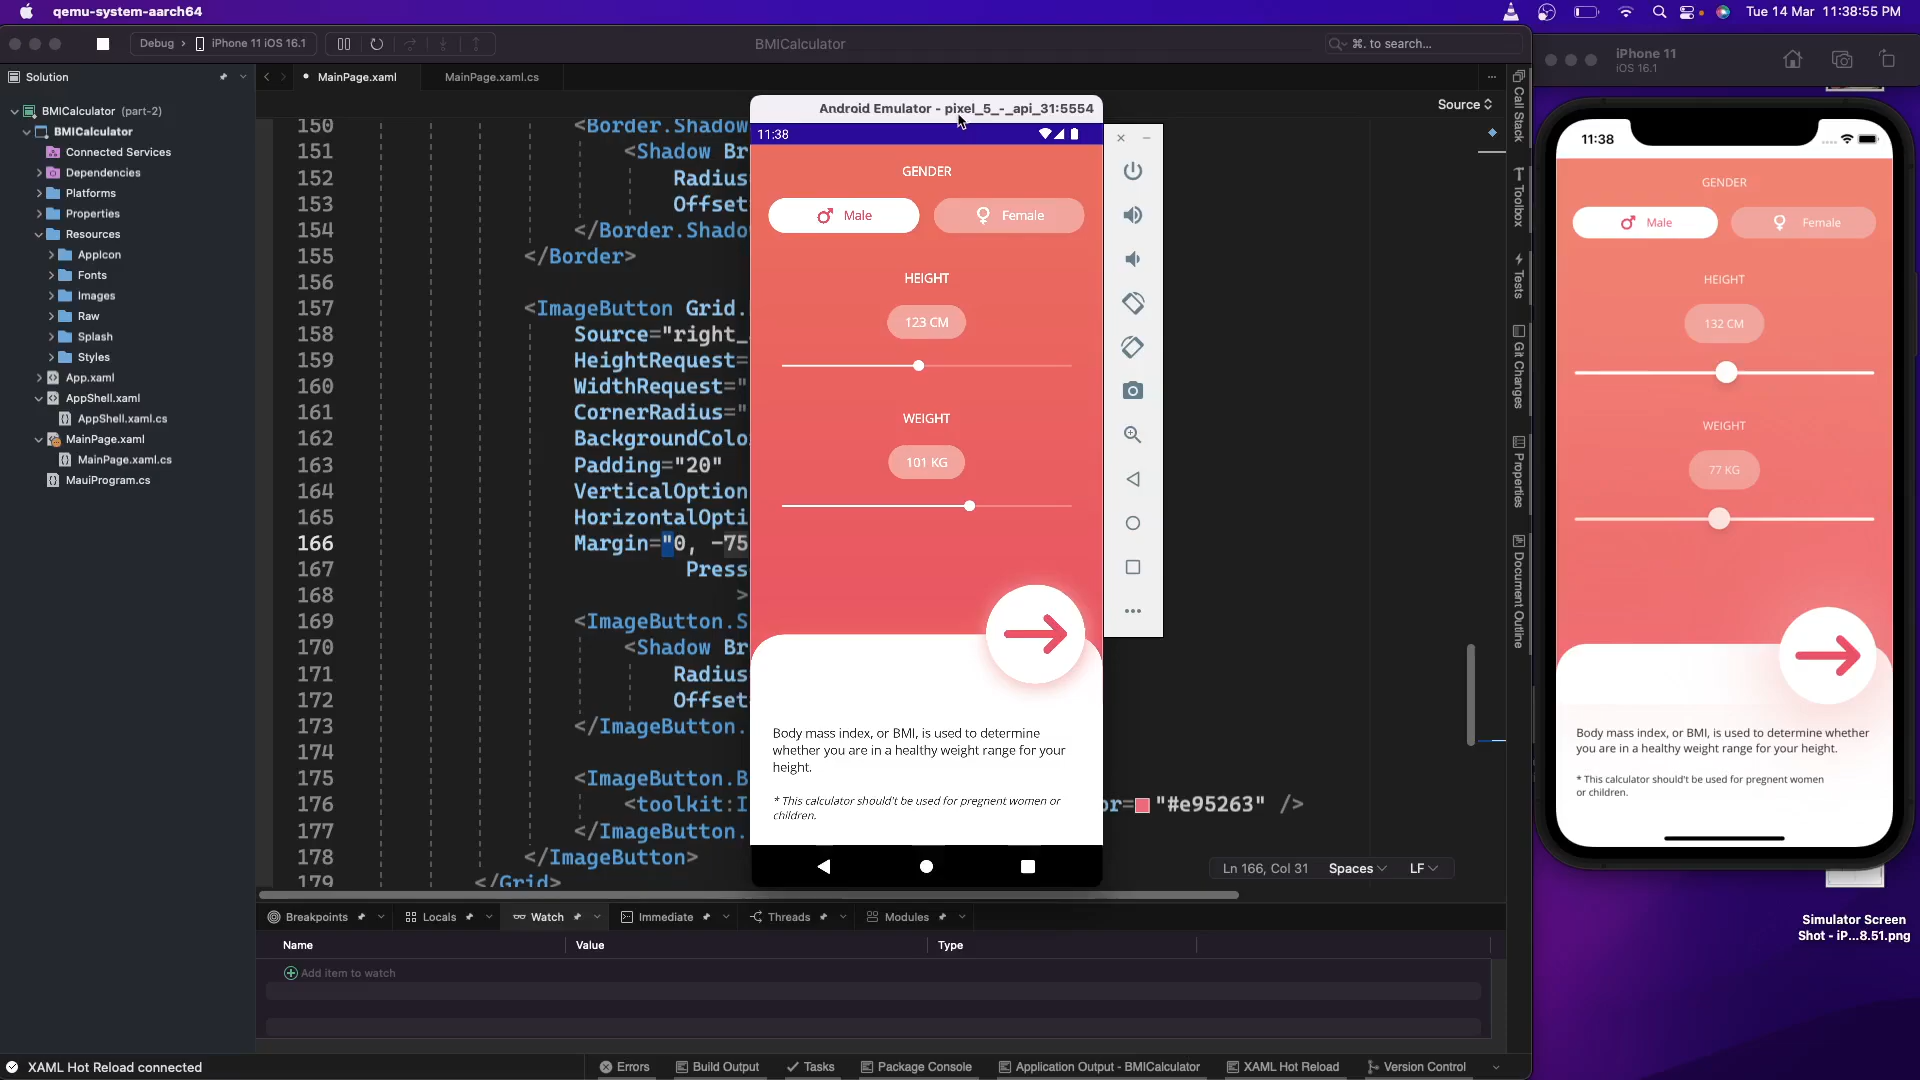 qemu-system-aarch64
Tue 14 Mar 11:38:55 PM
Debug
iPhone 11 iOS 16.1
BMICalculator
⌘. to search...
iPhone 11
iOS 16.1
Solution
MainPage.xaml
MainPage.xaml.cs
Source
BMICalculator (part-2)
BMICalculator
Connected Services
Dependencies
Platforms
Properties
Resources
AppIcon
Fonts
Images
Raw
Splash
Styles
App.xaml
AppShell.xaml
AppShell.xaml.cs
MainPage.xaml
MainPage.xaml.cs
MauiProgram.cs
150 <Border.Shadow
151 <Shadow Br
152 Radius
153 Offset
154 </Border.Shado
155 </Border>
156
157 <ImageButton Grid.
158 Source="right_
159 HeightRequest=
160 WidthRequest="
161 CornerRadius="
162 BackgroundColo
163 Padding="20"
164 VerticalOption
165 HorizontalOpti
166 Margin="0, -75
167 Press
168 >
169 <ImageButton.S
170 <Shadow Br
171 Radius
172 Offset
173 </ImageButton.
174
175 <ImageButton.B
176 <toolkit:I
or="#e95263" />
177 </ImageButton.
178 </ImageButton>
179 </Grid>
Android Emulator - pixel_5_-_api_31:5554
11:38
GENDER
Male
Female
HEIGHT
123 CM
WEIGHT
101 KG
Body mass index, or BMI, is used to determine
whether you are in a healthy weight range for your
height.
* This calculator should't be used for pregnent women or
children.
Call Stack
Toolbox
Tests
Git Changes
Properties
Document Outline
11:38
GENDER
Male
Female
HEIGHT
132 CM
WEIGHT
77 KG
Body mass index, or BMI, is used to determine whether
you are in a healthy weight range for your height.
* This calculator should't be used for pregnent women
or children.
Ln 166, Col 31
Spaces
LF
Simulator Screen
Shot - iP...8.51.png
Breakpoints
Locals
Watch
Immediate
Threads
Modules
Name
Value
Type
Add item to watch
XAML Hot Reload connected
Errors
Build Output
Tasks
Package Console
Application Output - BMICalculator
XAML Hot Reload
Version Control